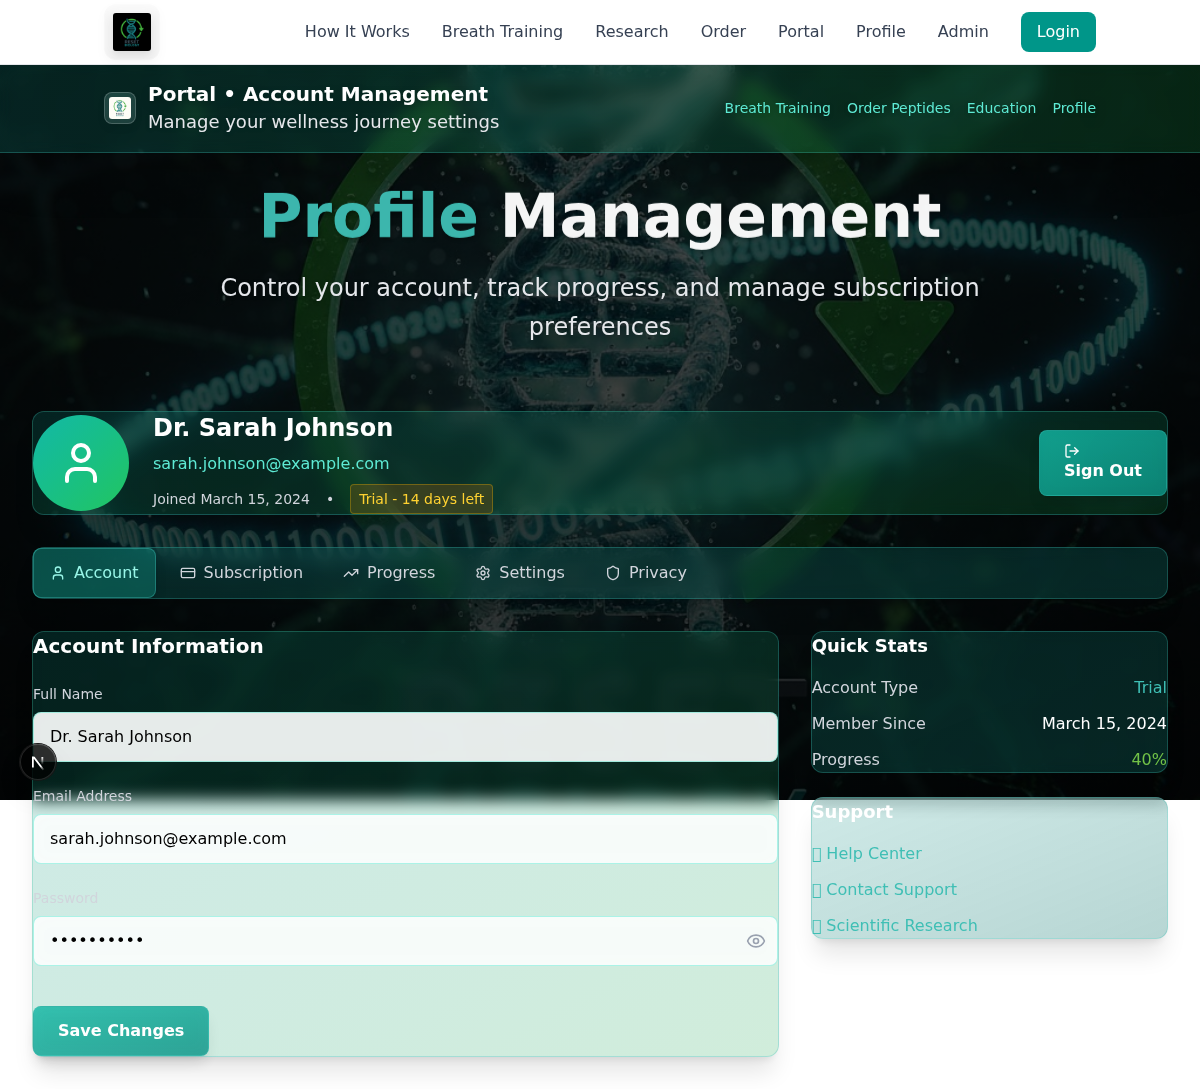 How It Works Breath Training Research Order Portal Profile Admin Login
Portal • Account Management
Manage your wellness journey settings
Breath Training Order Peptides Education Profile
Profile Management
Control your account, track progress, and manage subscription
preferences
Dr. Sarah Johnson
sarah.johnson@example.com
Joined March 15, 2024 • Trial - 14 days left
Sign Out
Account Subscription Progress Settings Privacy
Account Information
Full Name
Dr. Sarah Johnson
Email Address
sarah.johnson@example.com
Password
••••••••••
Save Changes
Quick Stats
Account Type Trial
Member Since March 15, 2024
Progress 40%
Support
Help Center
Contact Support
Scientific Research